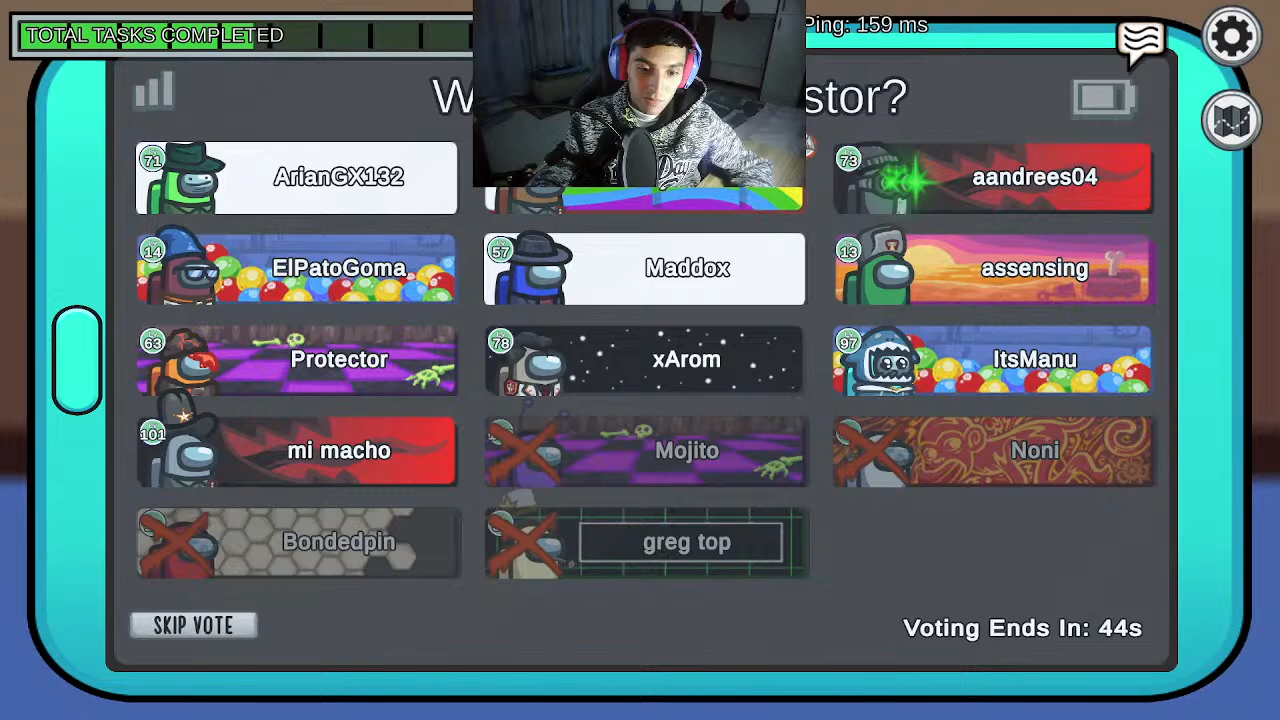 TOTAL TASKS COMPLETED
Ping: 159 ms
W stor?
71 ArianGX132
73 aandrees04
14 ElPatoGoma
57 Maddox
13 assensing
63 Protector
78 xArom
97 ItsManu
101 mi macho
Mojito
Noni
Bondedpin
greg top
SKIP VOTE
Voting Ends In: 44s